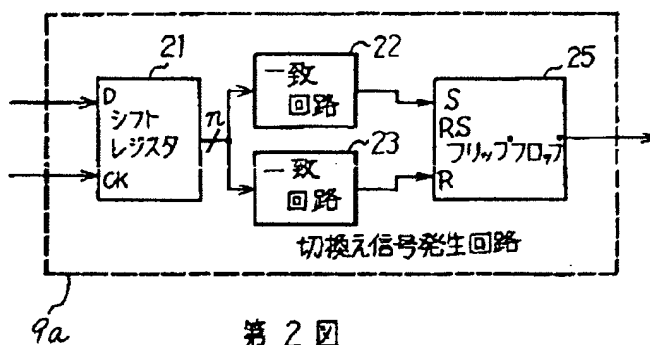 21
D
シフト
レジスタ
CK
n
22
一致
回路
23
一致
回路
25
S
RS
フリップフロップ
R
切換え信号発生回路
9a
第2図